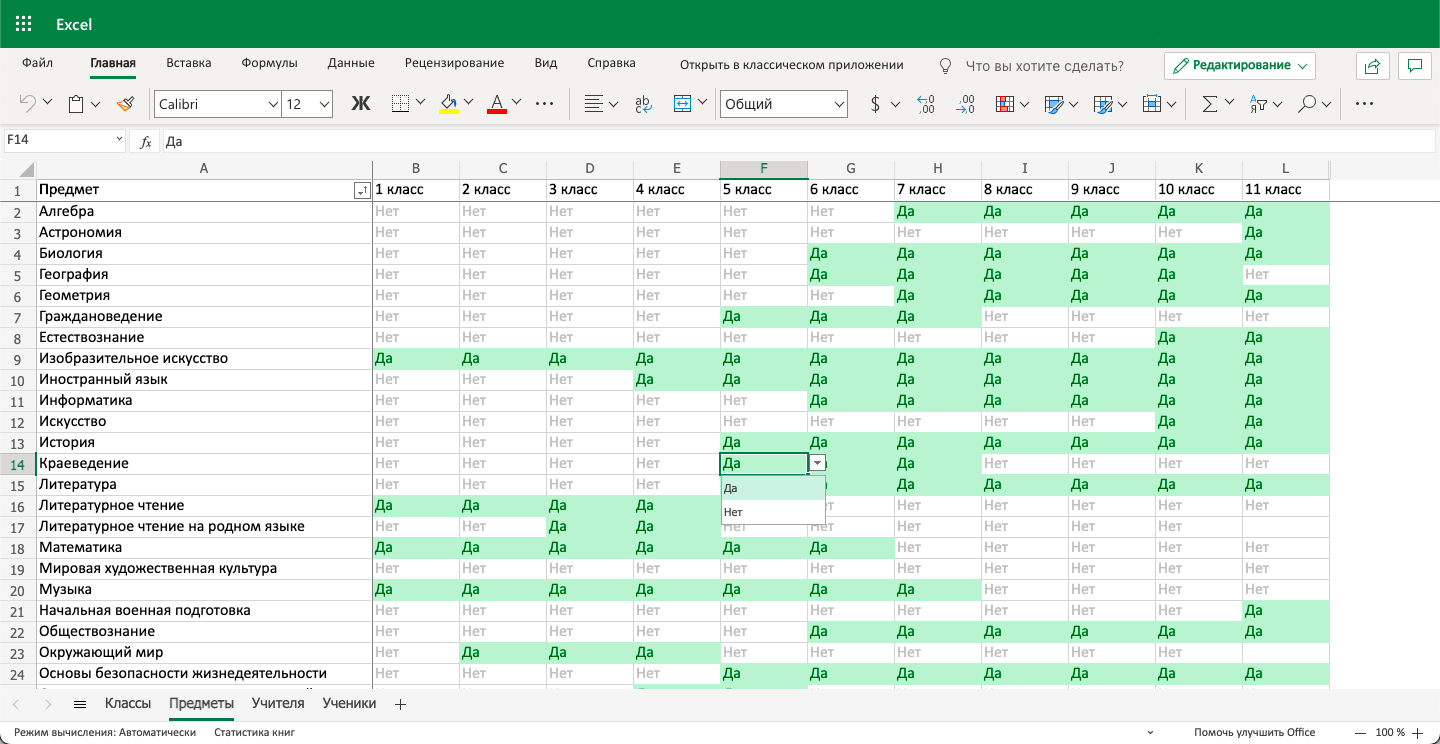 Excel
Файл Главная Вставка Формулы Данные Рецензирование Вид Справка Открыть в классическом приложении Что вы хотите сделать? Редактирование
Calibri 12 Ж А ab Общий $ ,00 ,00 Σ
F14 fx Да
A B C D E F G H I J K L
1 Предмет 1 класс 2 класс 3 класс 4 класс 5 класс 6 класс 7 класс 8 класс 9 класс 10 класс 11 класс
2 Алгебра Нет Нет Нет Нет Нет Нет Да Да Да Да Да
3 Астрономия Нет Нет Нет Нет Нет Нет Нет Нет Нет Нет Да
4 Биология Нет Нет Нет Нет Нет Да Да Да Да Да Да
5 География Нет Нет Нет Нет Нет Да Да Да Да Да Нет
6 Геометрия Нет Нет Нет Нет Нет Нет Да Да Да Да Да
7 Граждановедение Нет Нет Нет Нет Да Да Да Нет Нет Нет Нет
8 Естествознание Нет Нет Нет Нет Нет Нет Нет Нет Нет Да Да
9 Изобразительное искусство Да Да Да Да Да Да Да Да Да Да Да
10 Иностранный язык Нет Нет Нет Да Да Да Да Да Да Да Да
11 Информатика Нет Нет Нет Нет Нет Да Да Да Да Да Да
12 Искусство Нет Нет Нет Нет Нет Нет Нет Нет Нет Да Да
13 История Нет Нет Нет Нет Да Да Да Да Да Да Да
14 Краеведение Нет Нет Нет Нет Да Да Нет Нет Нет Нет
15 Литература Нет Нет Нет Нет Да Да Да Да Да Да
16 Литературное чтение Да Да Да Да Да Нет Нет Нет Нет Нет
17 Литературное чтение на родном языке Нет Нет Да Да Нет Нет Нет Нет Нет
18 Математика Да Да Да Да Да Да Нет Нет Нет Нет Нет
19 Мировая художественная культура Нет Нет Нет Нет Нет Нет Нет Нет Нет Нет Нет
20 Музыка Да Да Да Да Да Да Да Нет Нет Нет Нет
21 Начальная военная подготовка Нет Нет Нет Нет Нет Нет Нет Нет Нет Нет Да
22 Обществознание Нет Нет Нет Нет Нет Да Да Да Да Да Да
23 Окружающий мир Нет Да Да Да Нет Нет Нет Нет Нет Нет
24 Основы безопасности жизнедеятельности Нет Нет Нет Нет Да Да Да Да Да Да Да
Классы Предметы Учителя Ученики
Режим вычисления: Автоматически Статистика книг Помочь улучшить Office 100 %